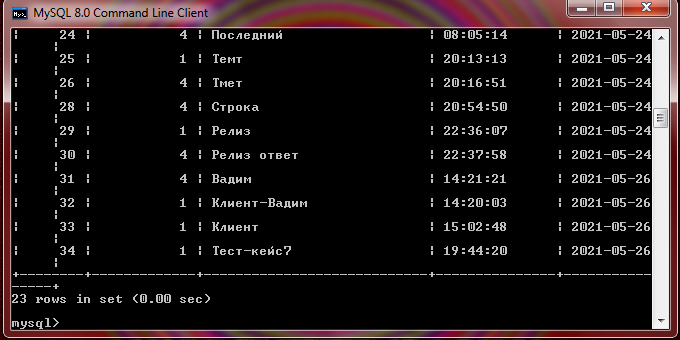 MySQL 8.0 Command Line Client
¦ 24 ¦ 4 ¦ Последний ¦ 08:05:14 ¦ 2021-05-24
¦
¦ 25 ¦ 1 ¦ Темт ¦ 20:13:13 ¦ 2021-05-24
¦
¦ 26 ¦ 4 ¦ Тмет ¦ 20:16:51 ¦ 2021-05-24
¦
¦ 28 ¦ 4 ¦ Строка ¦ 20:54:50 ¦ 2021-05-24
¦
¦ 29 ¦ 1 ¦ Релиз ¦ 22:36:07 ¦ 2021-05-24
¦
¦ 30 ¦ 4 ¦ Релиз ответ ¦ 22:37:58 ¦ 2021-05-24
¦
¦ 31 ¦ 4 ¦ Вадим ¦ 14:21:21 ¦ 2021-05-26
¦
¦ 32 ¦ 1 ¦ Клиент-Вадим ¦ 14:20:03 ¦ 2021-05-26
¦
¦ 33 ¦ 1 ¦ Клиент ¦ 15:02:48 ¦ 2021-05-26
¦
¦ 34 ¦ 1 ¦ Тест-кейс7 ¦ 19:44:20 ¦ 2021-05-26
¦
+---------+-------------+----------------------------+---------------+-----------
-----+
23 rows in set (0.00 sec)
mysql>